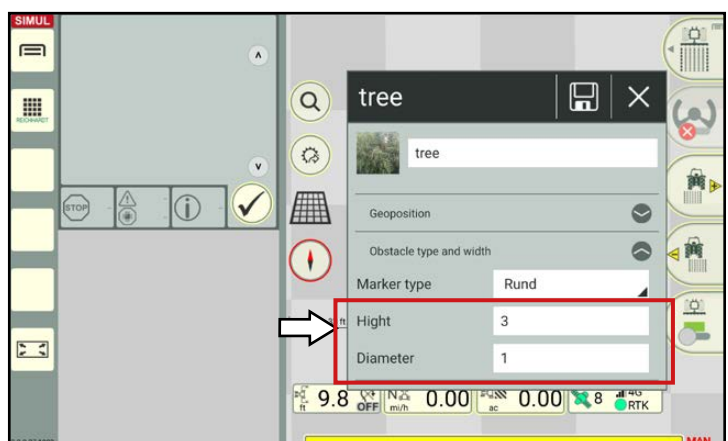 SIMUL
tree
tree
REICHHARDT
Geoposition
Obstacle type and width
STOP
Marker type Rund
ft Hight 3
Diameter 1
ft 9.8 OFF mi/h 0.00 ac 0.00 8 4G RTK
MAN